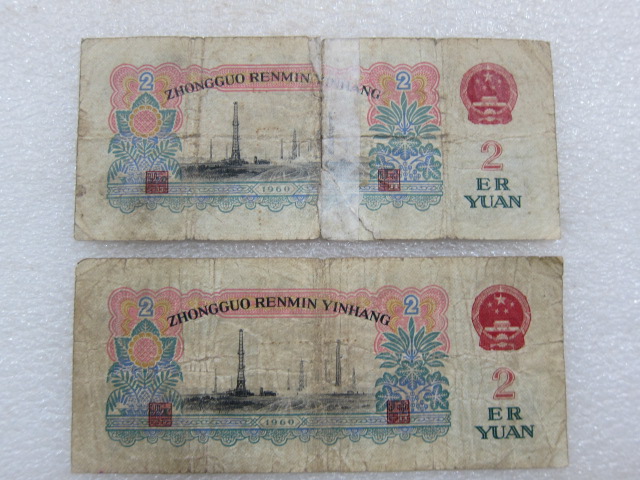 2 2
ZHONGGUO RENMIN YINHANG
1960
2
ER
YUAN
2 2
ZHONGGUO RENMIN YINHANG
1960
2
ER
YUAN